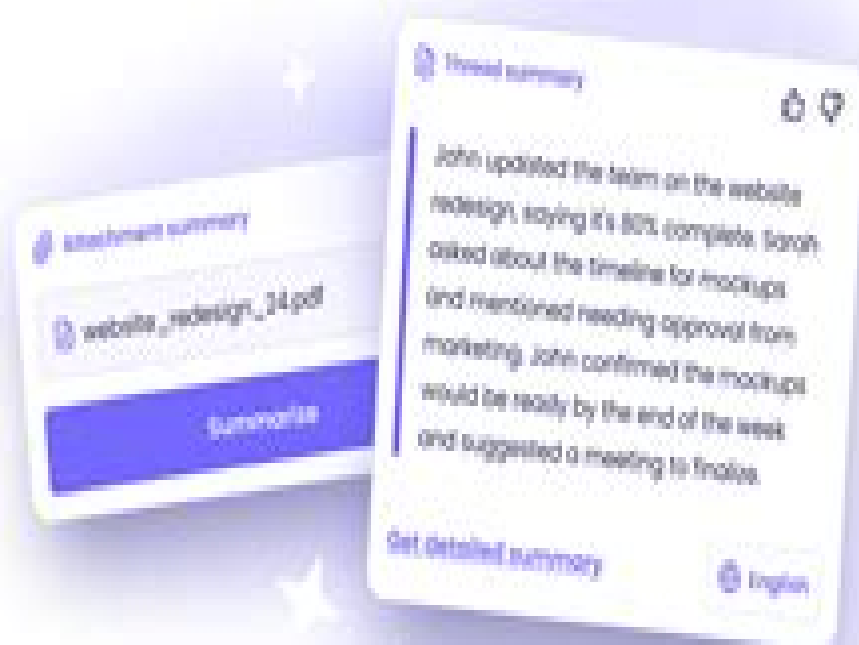 Attachment summary
website_redesign_24.pdf
Summarize
Thread summary
John updated the team on the website
redesign, saying it's 80% complete. Sarah
asked about the timeline for mockups
and mentioned needing approval from
marketing. John confirmed the mockups
would be ready by the end of the week
and suggested a meeting to finalize.
Get detailed summary
English